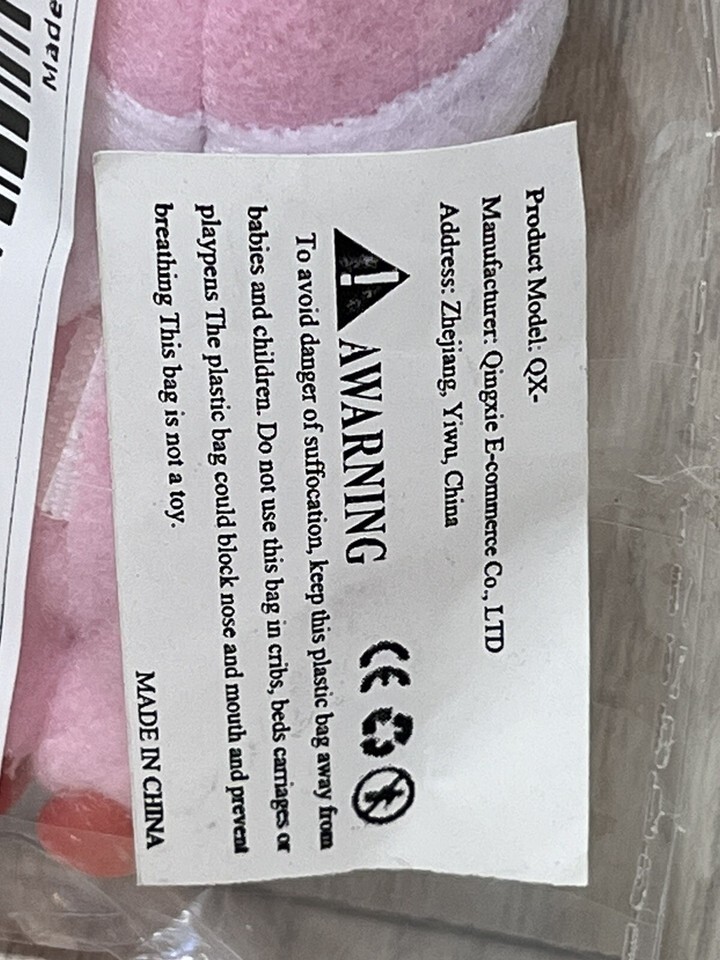 Product Model: QX-
Manufacturer: Qingxie E-commerce Co., LTD
Address: Zhejiang, Yiwu, China
AWARNING
CE
To avoid danger of suffocation, keep this plastic bag away from
babies and children. Do not use this bag in cribs, beds carriages or
playpens The plastic bag could block nose and mouth and prevent
breathing This bag is not a toy.
MADE IN CHINA
Made